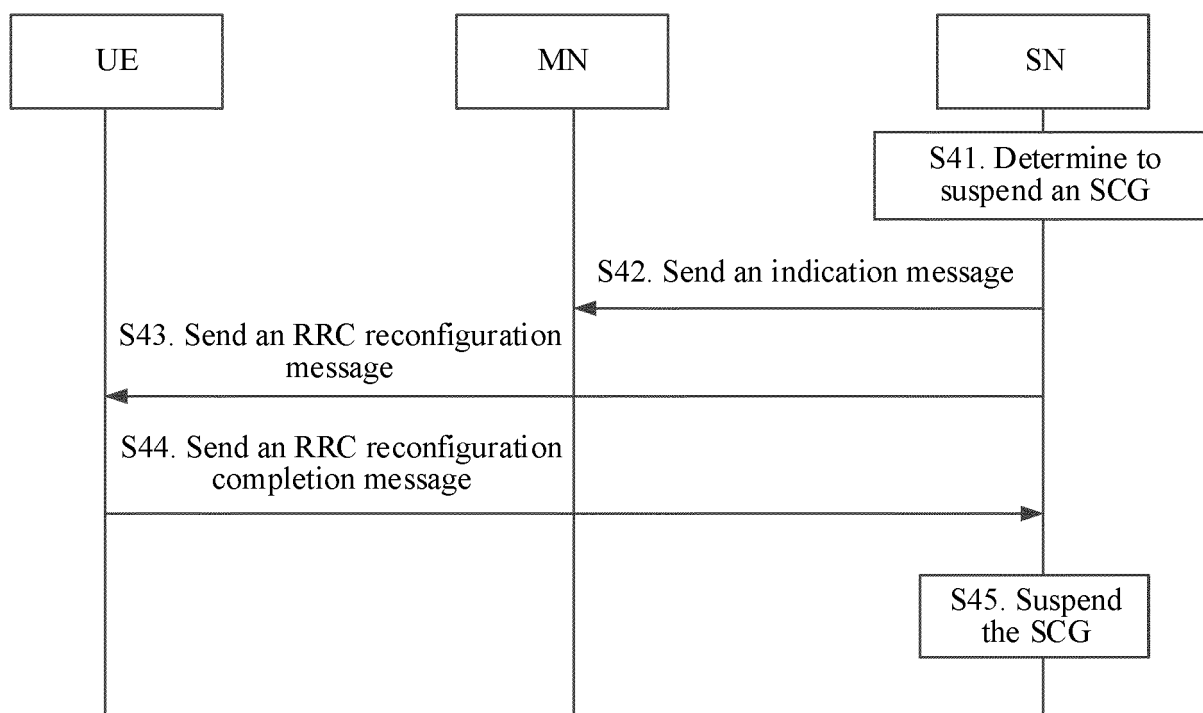 UE
MN
SN
S41. Determine to
suspend an SCG
S42. Send an indication message
S43. Send an RRC reconfiguration
message
S44. Send an RRC reconfiguration
completion message
S45. Suspend
the SCG